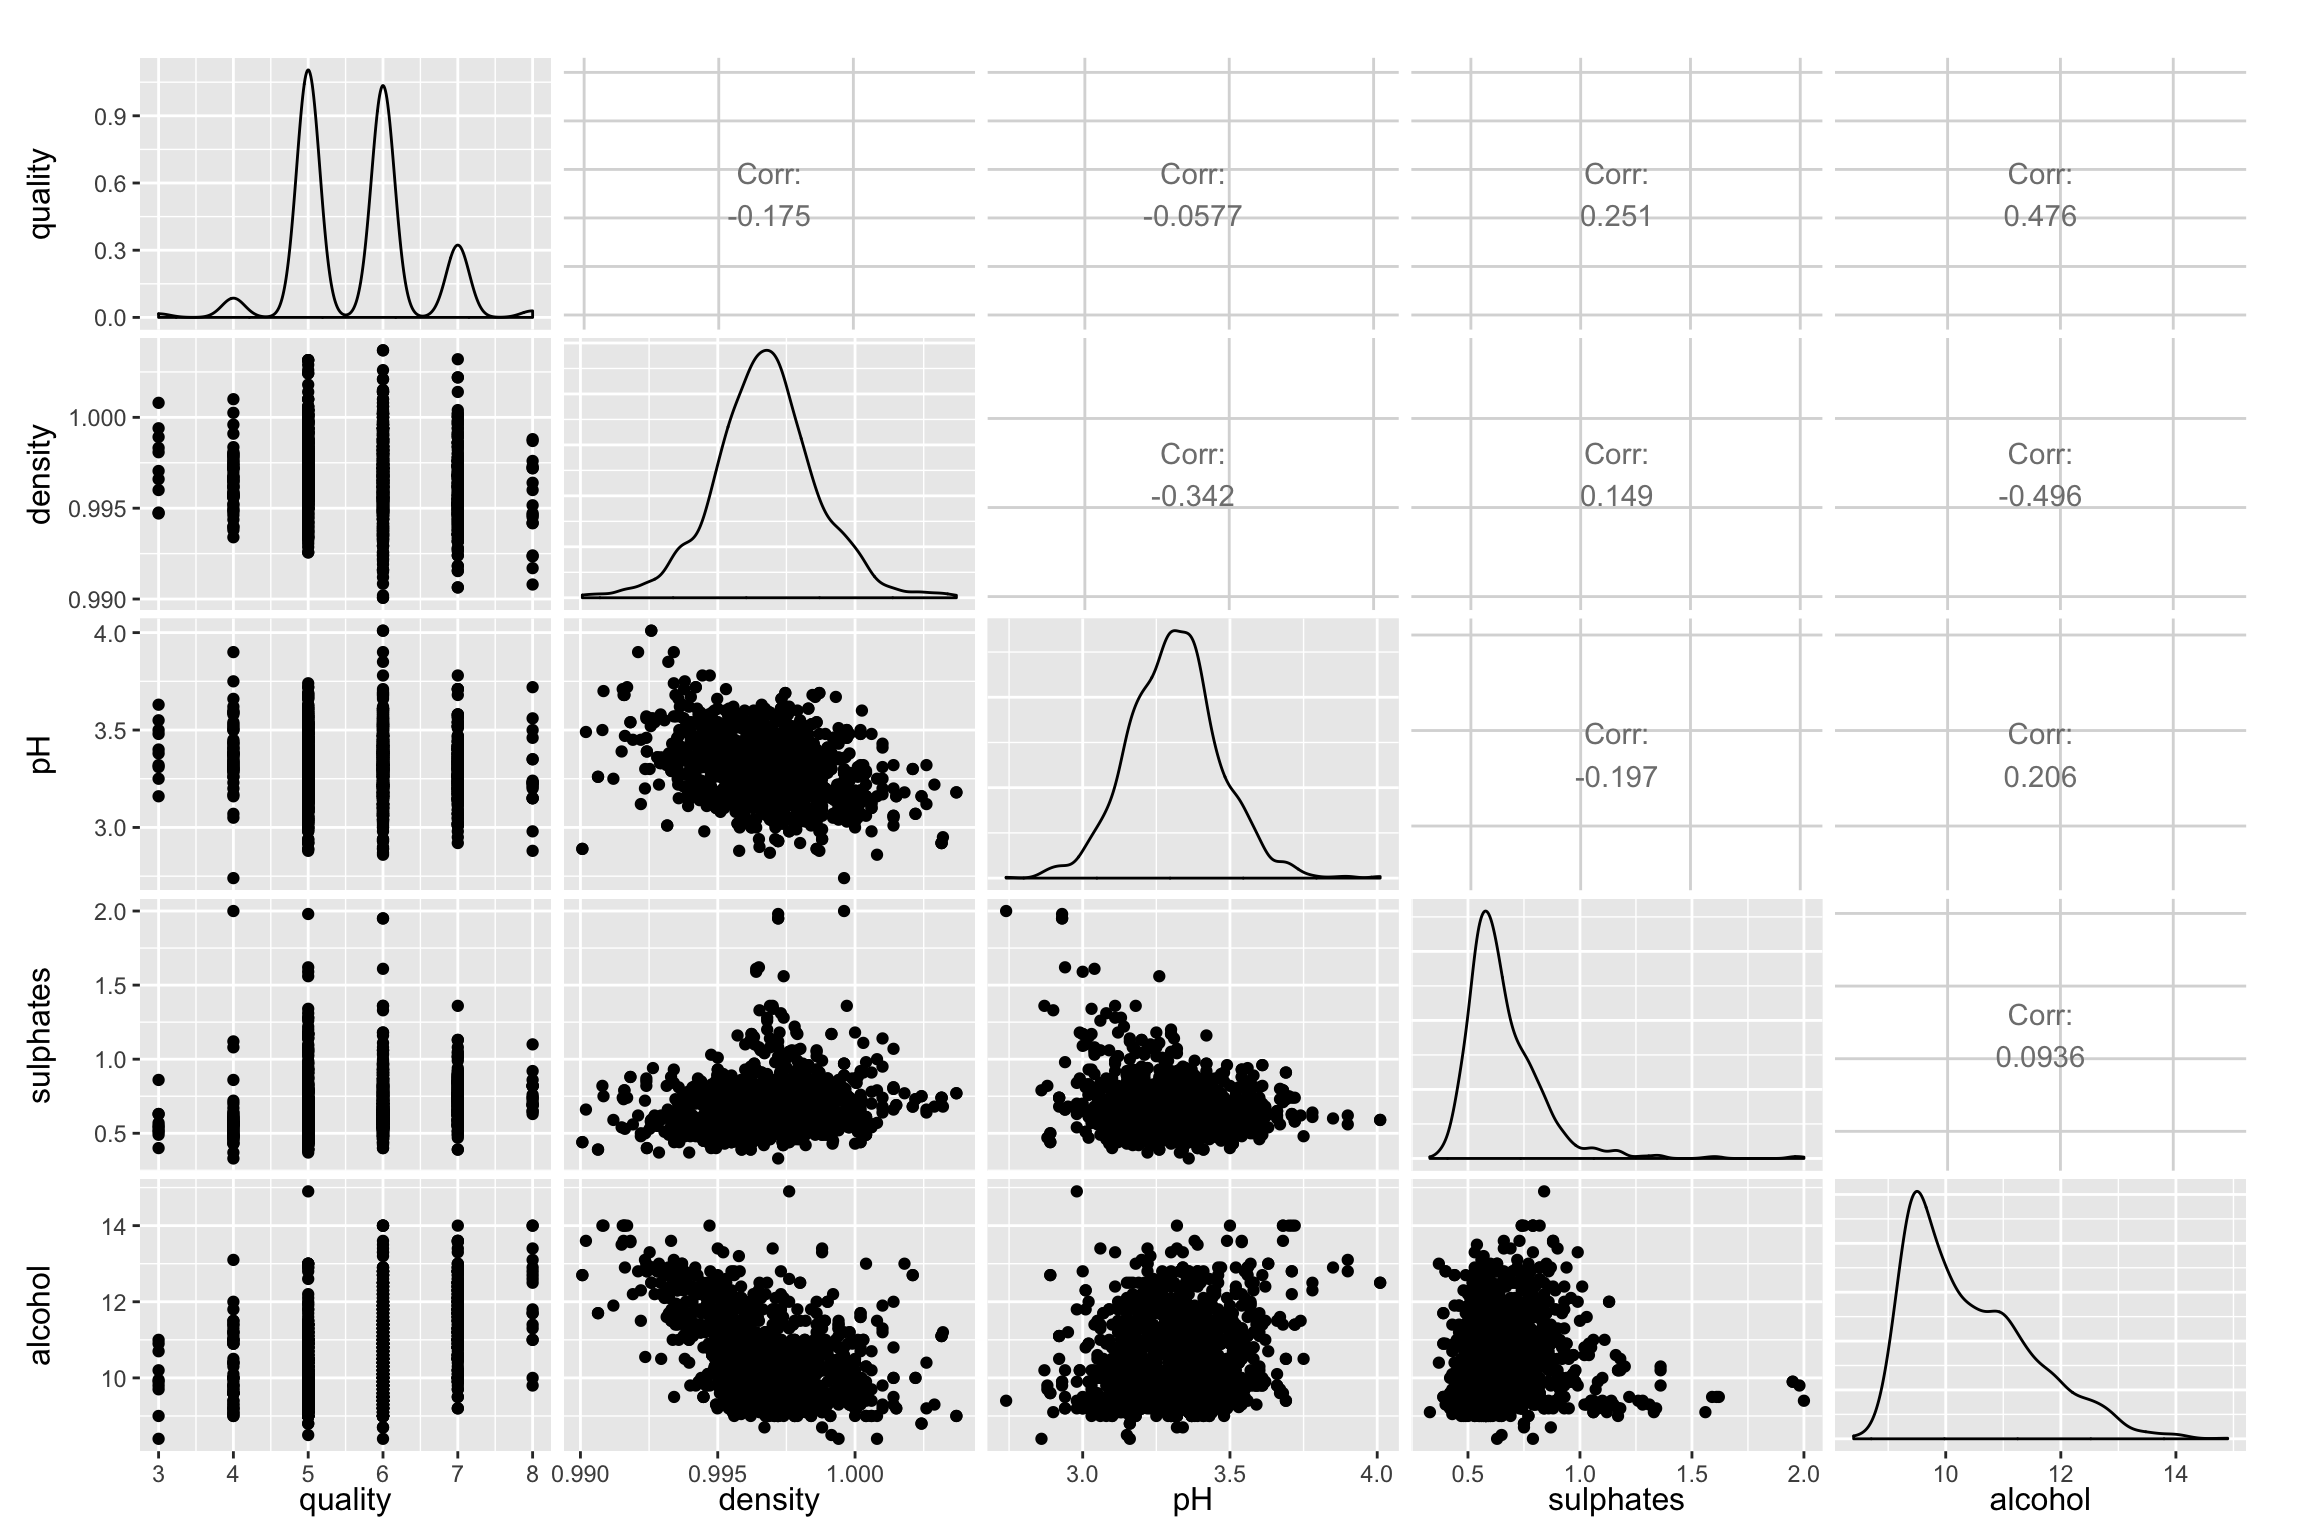 quality
0.9
0.6
0.3
0.0
Corr:
-0.175
Corr:
-0.0577
Corr:
0.251
Corr:
0.476
density
1.000
0.995
0.990
Corr:
-0.342
Corr:
0.149
Corr:
-0.496
pH
4.0
3.5
3.0
Corr:
-0.197
Corr:
0.206
sulphates
2.0
1.5
1.0
0.5
Corr:
0.0936
alcohol
14
12
10
3 4 5 6 7 8 0.990 0.995 1.000 3.0 3.5 4.0 0.5 1.0 1.5 2.0 10 12 14
quality density pH sulphates alcohol